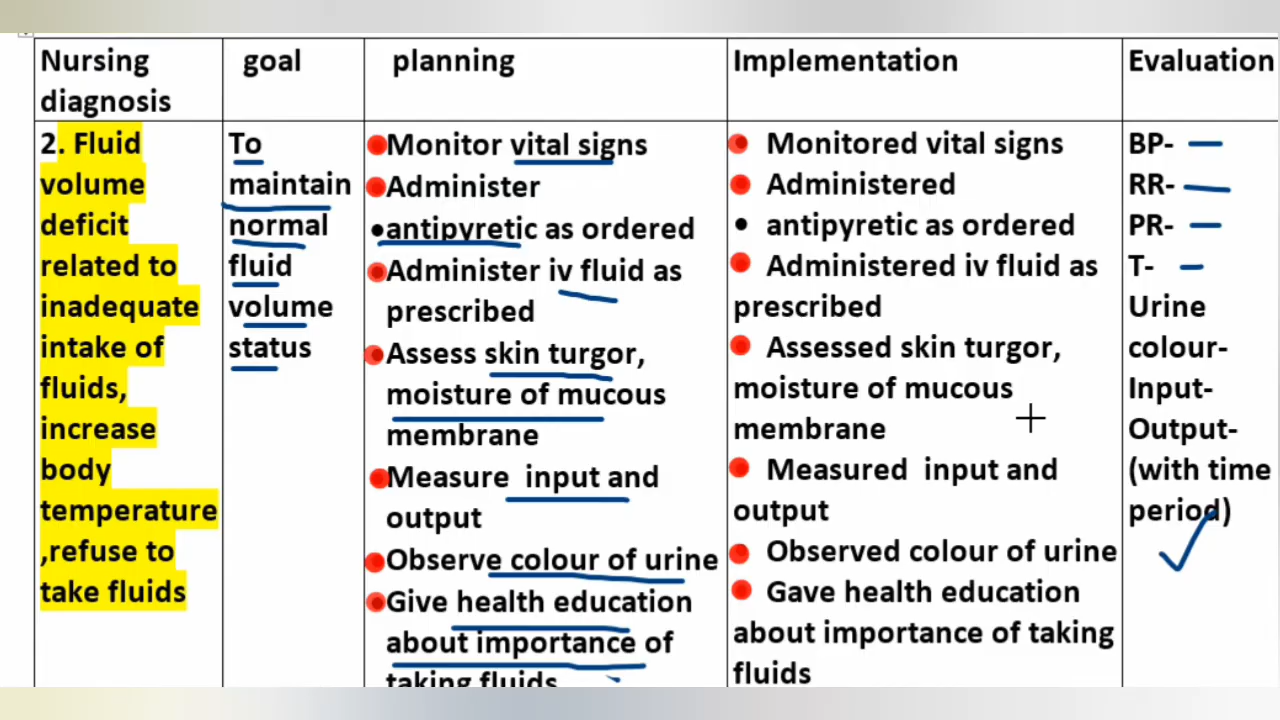 Nursing
diagnosis
goal
planning
Implementation
Evaluation
2. Fluid
volume
deficit
related to
inadequate
intake of
fluids,
increase
body
temperature
,refuse to
take fluids
To
maintain
normal
fluid
volume
status
Monitor vital signs
Administer
•antipyretic as ordered
Administer iv fluid as
prescribed
Assess skin turgor,
moisture of mucous
membrane
Measure input and
output
Observe colour of urine
Give health education
about importance of
taking fluids
Monitored vital signs
Administered
• antipyretic as ordered
Administered iv fluid as
prescribed
Assessed skin turgor,
moisture of mucous
membrane
Measured input and
output
Observed colour of urine
Gave health education
about importance of taking
fluids
BP-
RR-
PR-
T-
Urine
colour-
Input-
Output-
(with time
period)